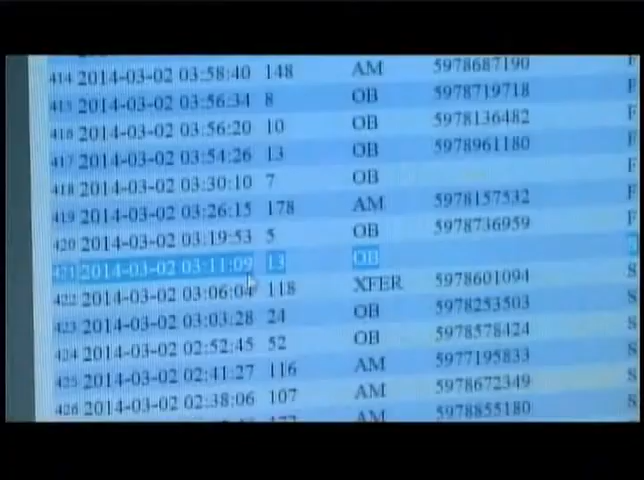 414 2014-03-02 03:58:40 148 AM 5978687190
415 2014-03-02 03:56:34 8 OB 5978719718
416 2014-03-02 03:56:20 10 OB 5978136482
417 2014-03-02 03:54:26 13 OB 5978961180
418 2014-03-02 03:30:10 7 OB
419 2014-03-02 03:26:15 178 AM 5978157532
420 2014-03-02 03:19:53 5 OB 5978736959
421 2014-03-02 03:11:09 13 OB
422 2014-03-02 03:06:04 118 XFER 5978601094 S
423 2014-03-02 03:03:28 24 OB 5978253503 S
424 2014-03-02 02:52:45 52 OB 5978578424 S
425 2014-03-02 02:41:27 116 AM 5977195833 S
426 2014-03-02 02:38:06 107 AM 5978672349 S
AM 5978855180